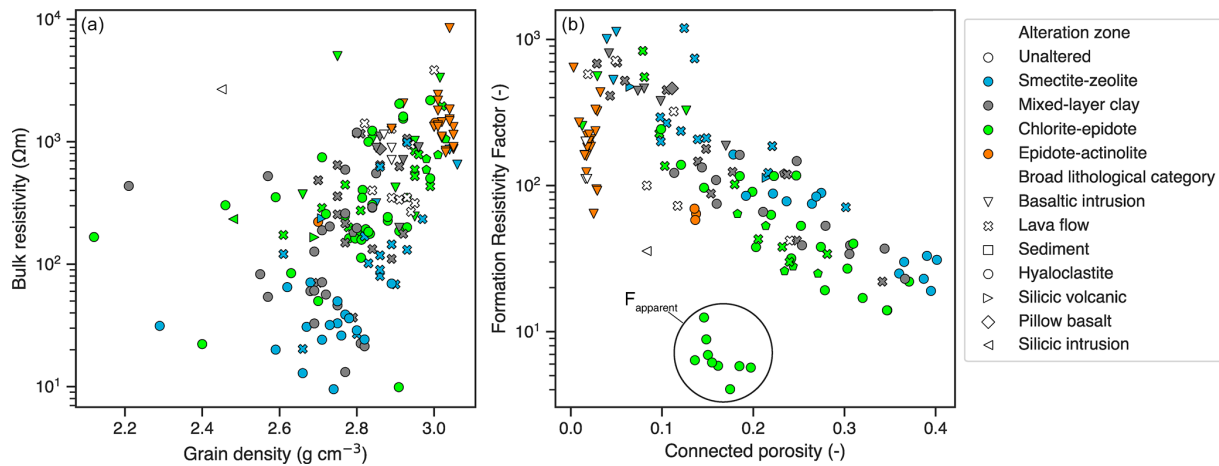 (a)
10⁴
10³
10²
10¹
Bulk resistivity (Ωm)
2.2 2.4 2.6 2.8 3.0
Grain density (g cm⁻³)
(b)
10³
10²
10¹
Formation Resistivity Factor (-)
Fapparent
0.0 0.1 0.2 0.3 0.4
Connected porosity (-)
Alteration zone
Unaltered
Smectite-zeolite
Mixed-layer clay
Chlorite-epidote
Epidote-actinolite
Broad lithological category
Basaltic intrusion
Lava flow
Sediment
Hyaloclastite
Silicic volcanic
Pillow basalt
Silicic intrusion